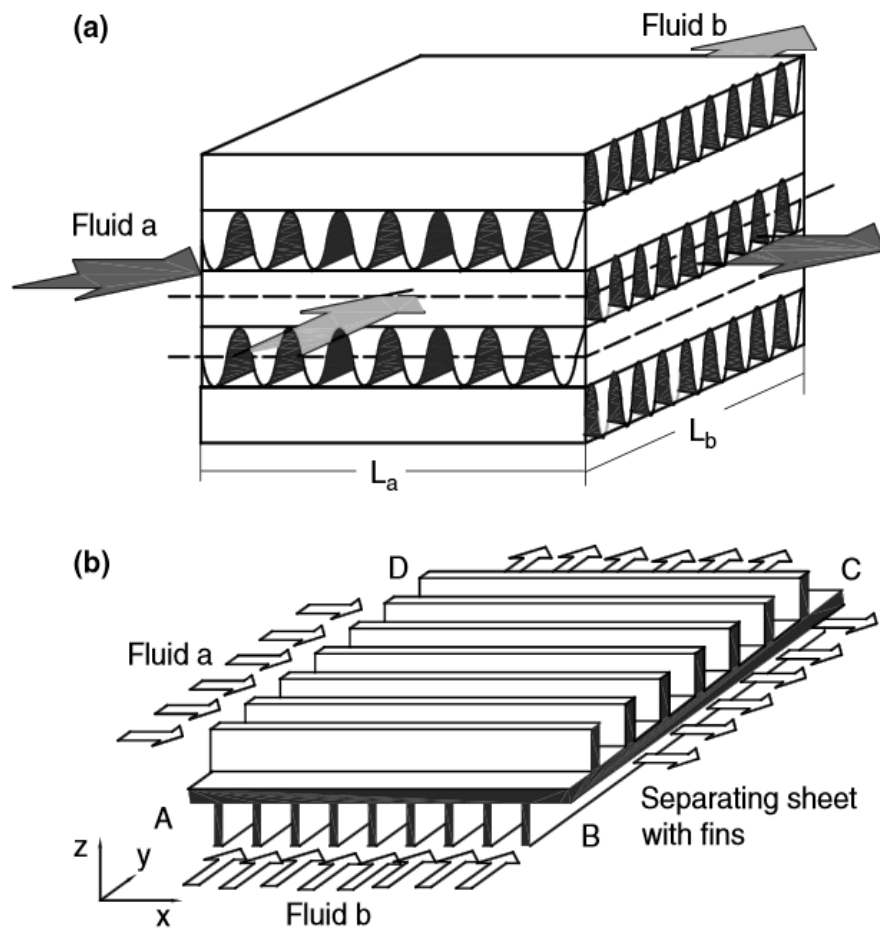 (a)
Fluid b
Fluid a
L_b
L_a
(b)
D
C
Fluid a
A
Separating sheet
with fins
B
z
y
x
Fluid b